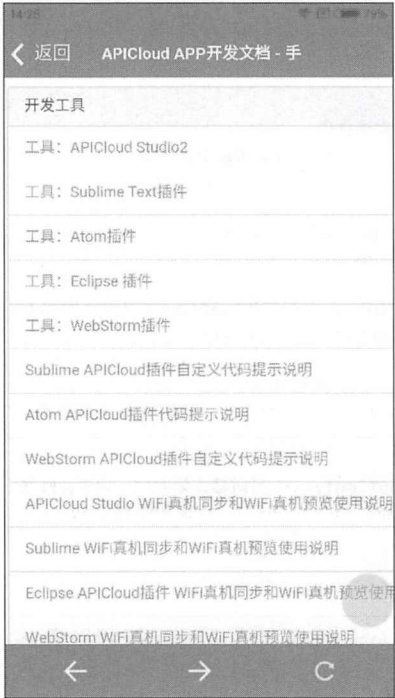 14:25 79%
返回 APICloud APP开发文档 - 手
开发工具
工具：APICloud Studio2
工具：Sublime Text插件
工具：Atom插件
工具：Eclipse 插件
工具：WebStorm插件
Sublime APICloud插件自定义代码提示说明
Atom APICloud插件代码提示说明
WebStorm APICloud插件自定义代码提示说明
APICloud Studio WiFi真机同步和WiFi真机预览使用说明
Sublime WiFi真机同步和WiFi真机预览使用说明
Eclipse APICloud插件 WiFi真机同步和WiFi真机预览使用
WebStorm WiFi真机同步和WiFi真机预览使用说明